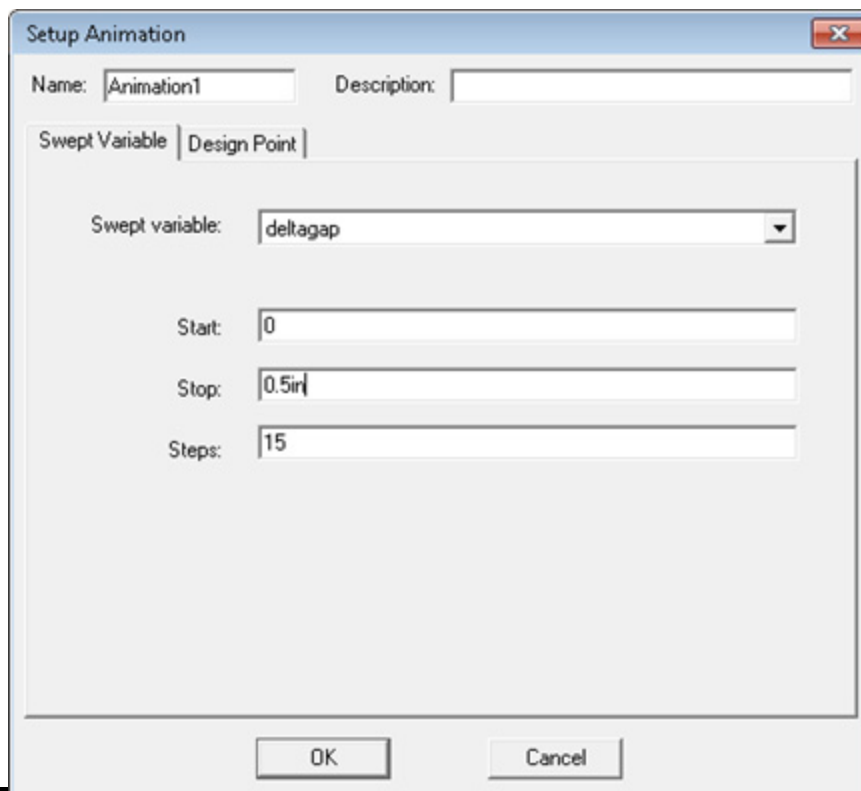 Setup Animation
Name: Animation1 Description:
Swept Variable Design Point
Swept variable: deltagap
Start: 0
Stop: 0.5in
Steps: 15
OK Cancel